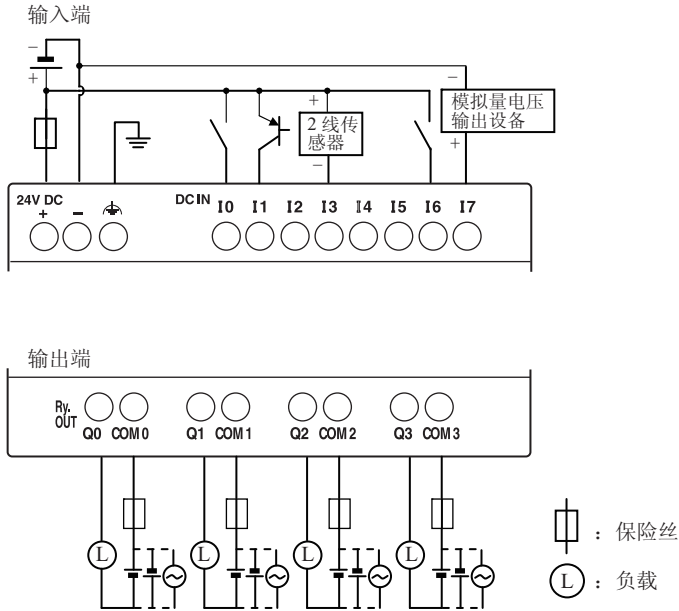 输入端
−
+
−
模拟量电压
输出设备
+
+
2 线传
感器
−
24V DC
+ −
DC IN I0 I1 I2 I3 I4 I5 I6 I7
输出端
Ry.
OUT
Q0 COM0 Q1 COM1 Q2 COM2 Q3 COM3
L L L L
：保险丝
L ：负载